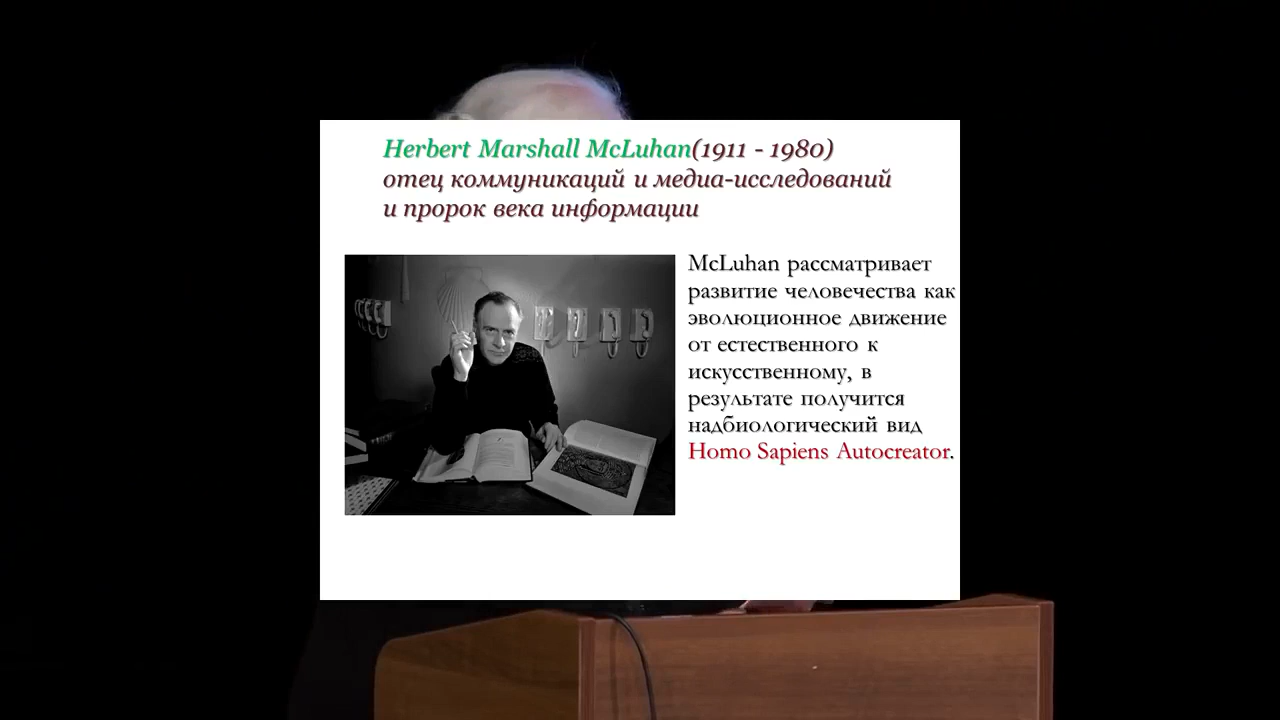 Herbert Marshall McLuhan(1911 - 1980)
отец коммуникаций и медиа-исследований
и пророк века информации
McLuhan рассматривает
развитие человечества как
эволюционное движение
от естественного к
искусственному, в
результате получится
надбиологический вид
Homo Sapiens Autocreator.